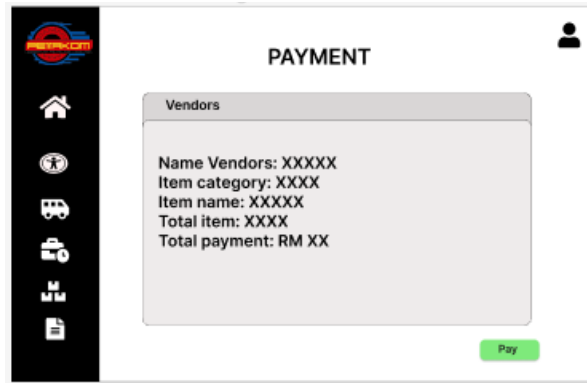 PETAKOM
PAYMENT
Vendors
Name Vendors: XXXXX
Item category: XXXX
Item name: XXXXX
Total item: XXXX
Total payment: RM XX
Pay